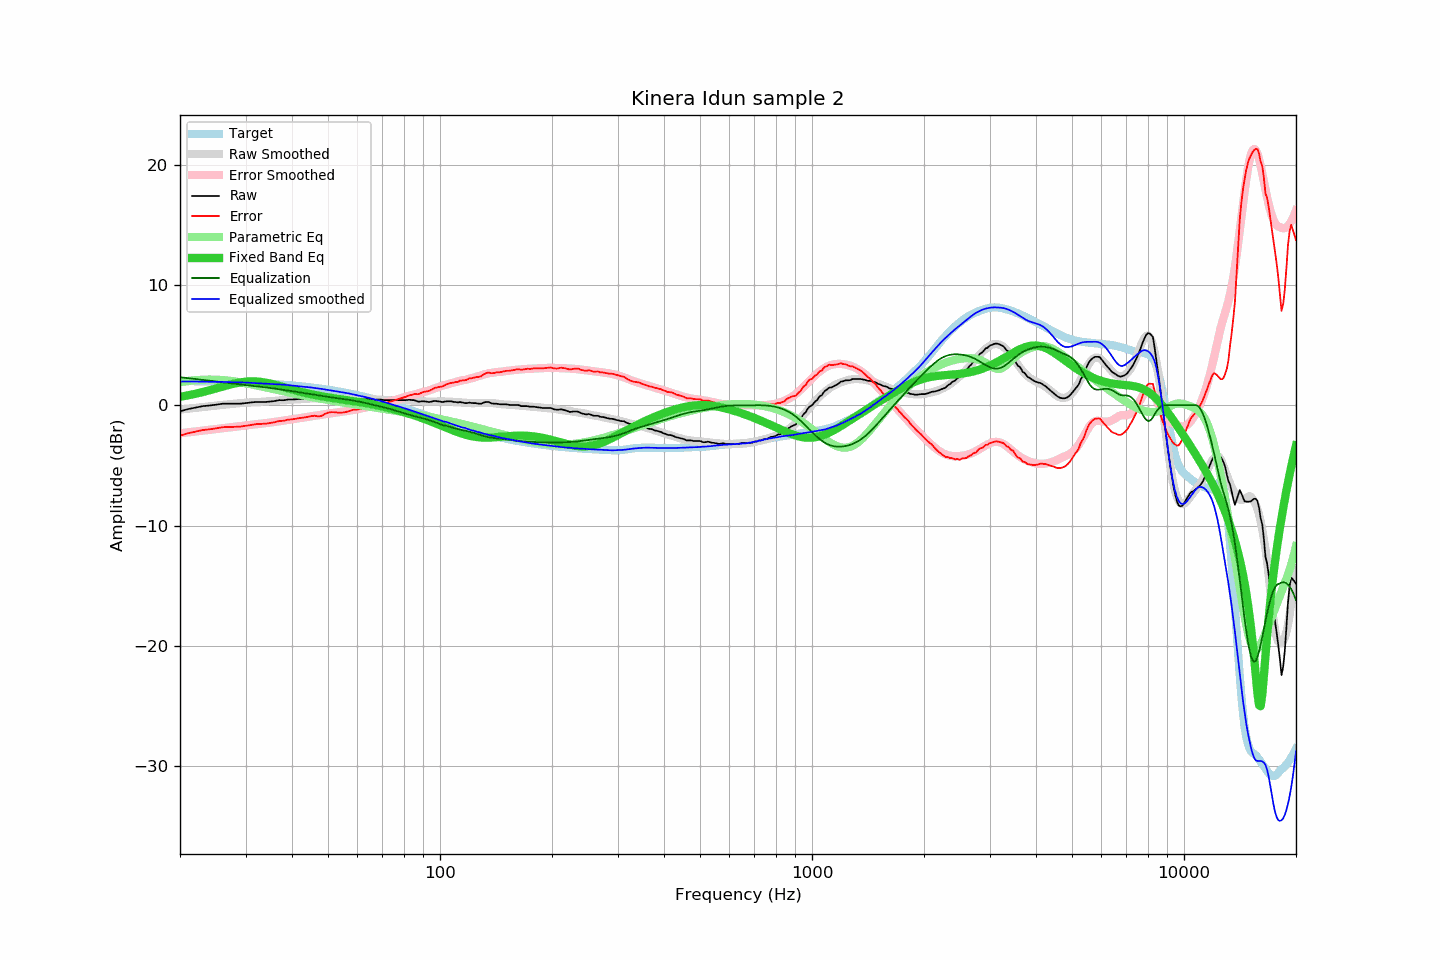 Kinera Idun sample 2
Target
Raw Smoothed
Error Smoothed
Raw
Error
Parametric Eq
Fixed Band Eq
Equalization
Equalized smoothed
20
10
0
−10
−20
−30
Amplitude (dBr)
100
1000
10000
Frequency (Hz)